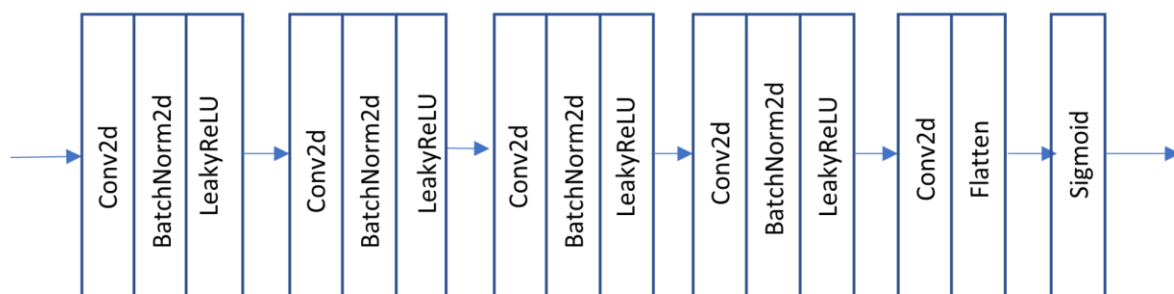 Conv2d
BatchNorm2d
LeakyReLU
Conv2d
BatchNorm2d
LeakyReLU
Conv2d
BatchNorm2d
LeakyReLU
Conv2d
BatchNorm2d
LeakyReLU
Conv2d
Flatten
Sigmoid